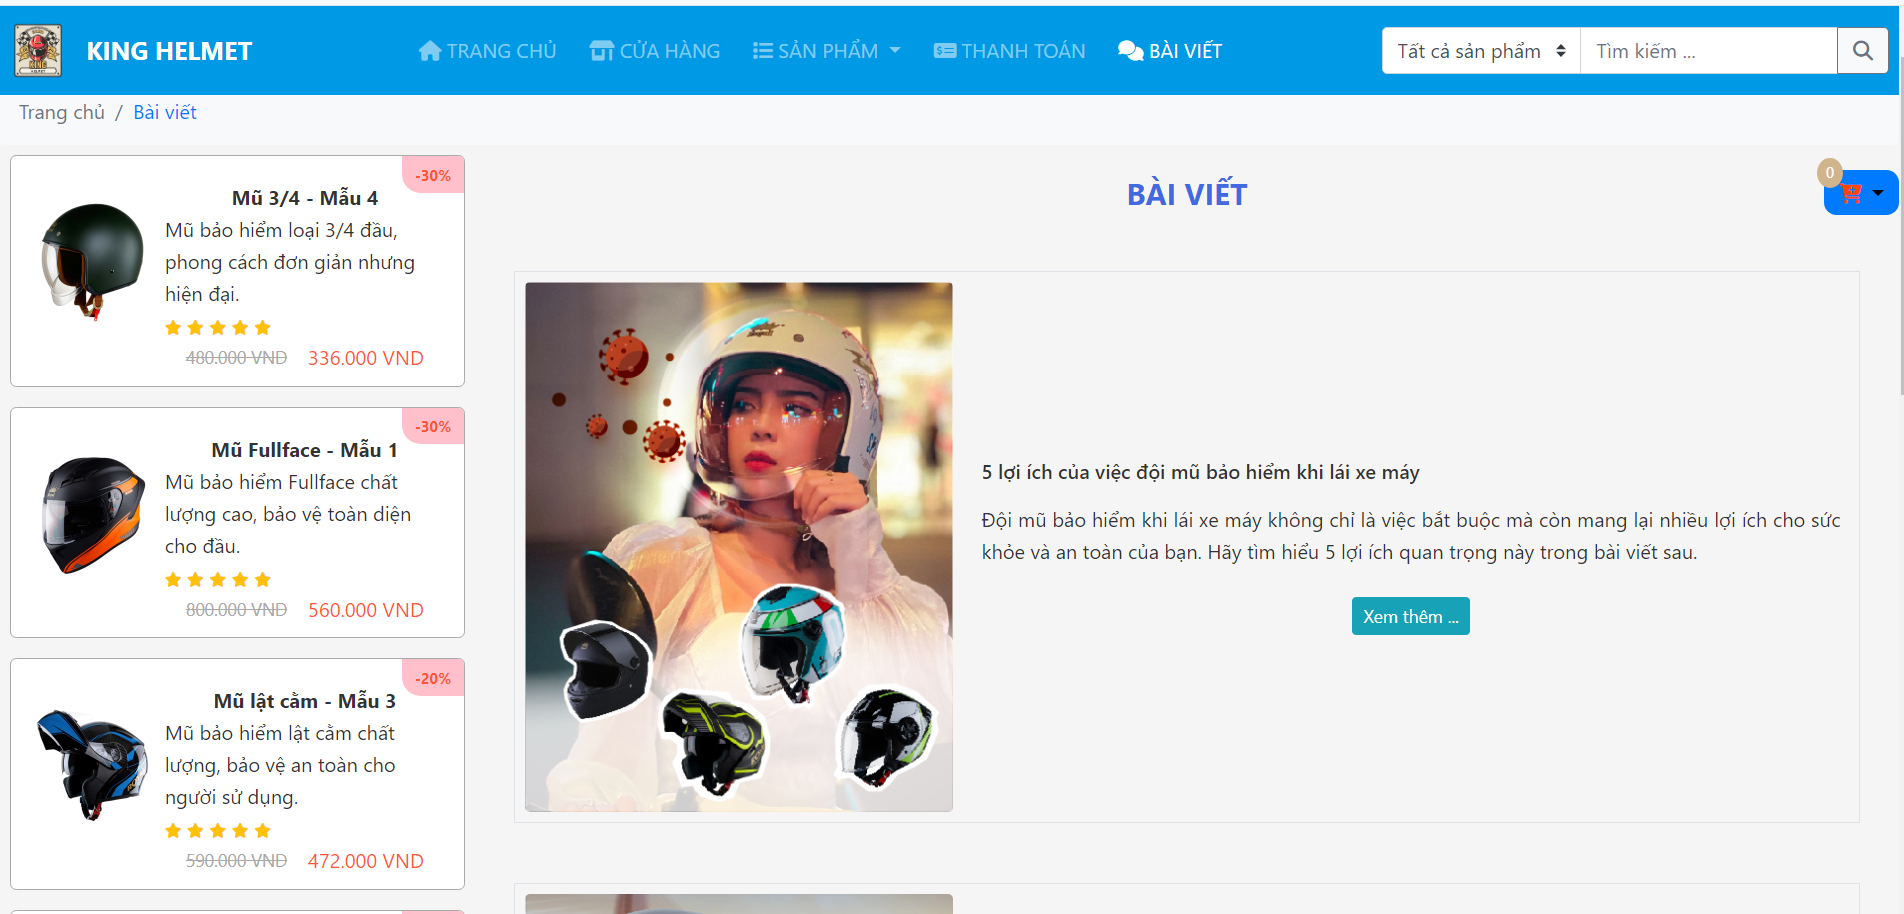 KING HELMET
TRANG CHỦ
CỬA HÀNG
SẢN PHẨM
THANH TOÁN
BÀI VIẾT
Tất cả sản phẩm
Tìm kiếm ...
Trang chủ / Bài viết
-30%
Mũ 3/4 - Mẫu 4
Mũ bảo hiểm loại 3/4 đầu,
phong cách đơn giản nhưng
hiện đại.
480.000 VND 336.000 VND
-30%
Mũ Fullface - Mẫu 1
Mũ bảo hiểm Fullface chất
lượng cao, bảo vệ toàn diện
cho đầu.
800.000 VND 560.000 VND
-20%
Mũ lật cằm - Mẫu 3
Mũ bảo hiểm lật cằm chất
lượng, bảo vệ an toàn cho
người sử dụng.
590.000 VND 472.000 VND
BÀI VIẾT
0
5 lợi ích của việc đội mũ bảo hiểm khi lái xe máy
Đội mũ bảo hiểm khi lái xe máy không chỉ là việc bắt buộc mà còn mang lại nhiều lợi ích cho sức
khỏe và an toàn của bạn. Hãy tìm hiểu 5 lợi ích quan trọng này trong bài viết sau.
Xem thêm ...